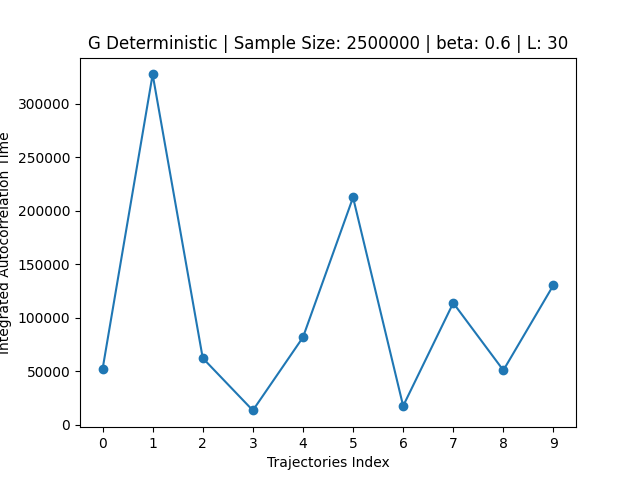 G Deterministic | Sample Size: 2500000 | beta: 0.6 | L: 30
Integrated Autocorrelation Time
300000
250000
200000
150000
100000
50000
0
0 1 2 3 4 5 6 7 8 9
Trajectories Index